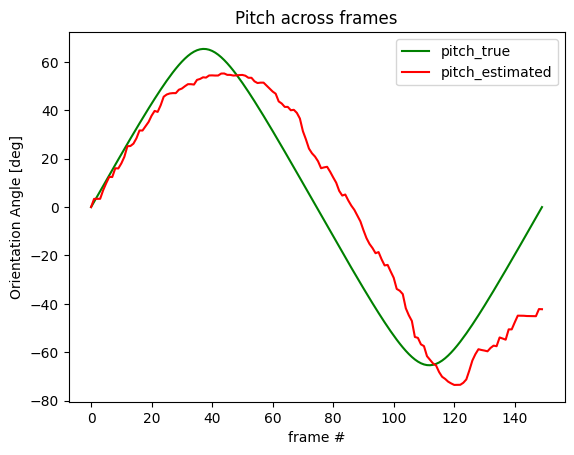 Pitch across frames
pitch_true
pitch_estimated
Orientation Angle [deg]
60
40
20
0
−20
−40
−60
−80
0 20 40 60 80 100 120 140
frame #